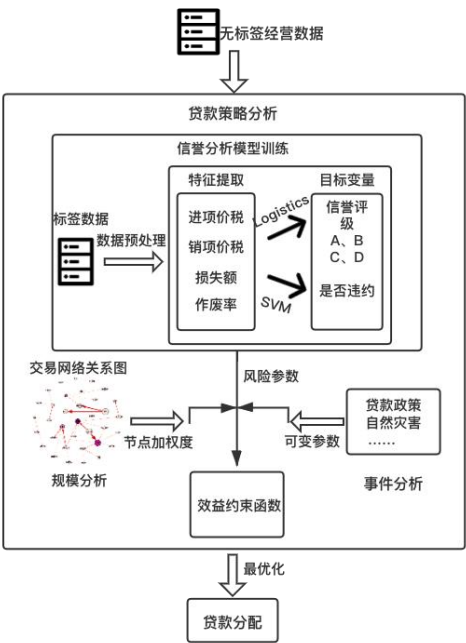 无标签经营数据
贷款策略分析
信誉分析模型训练
特征提取
目标变量
标签数据
数据预处理
进项价税
销项价税
损失额
作废率
Logistics
SVM
信誉评
级
A、B
C、D
是否违约
交易网络关系图
风险参数
节点加权度
规模分析
贷款政策
自然灾害
……
可变参数
事件分析
效益约束函数
最优化
贷款分配